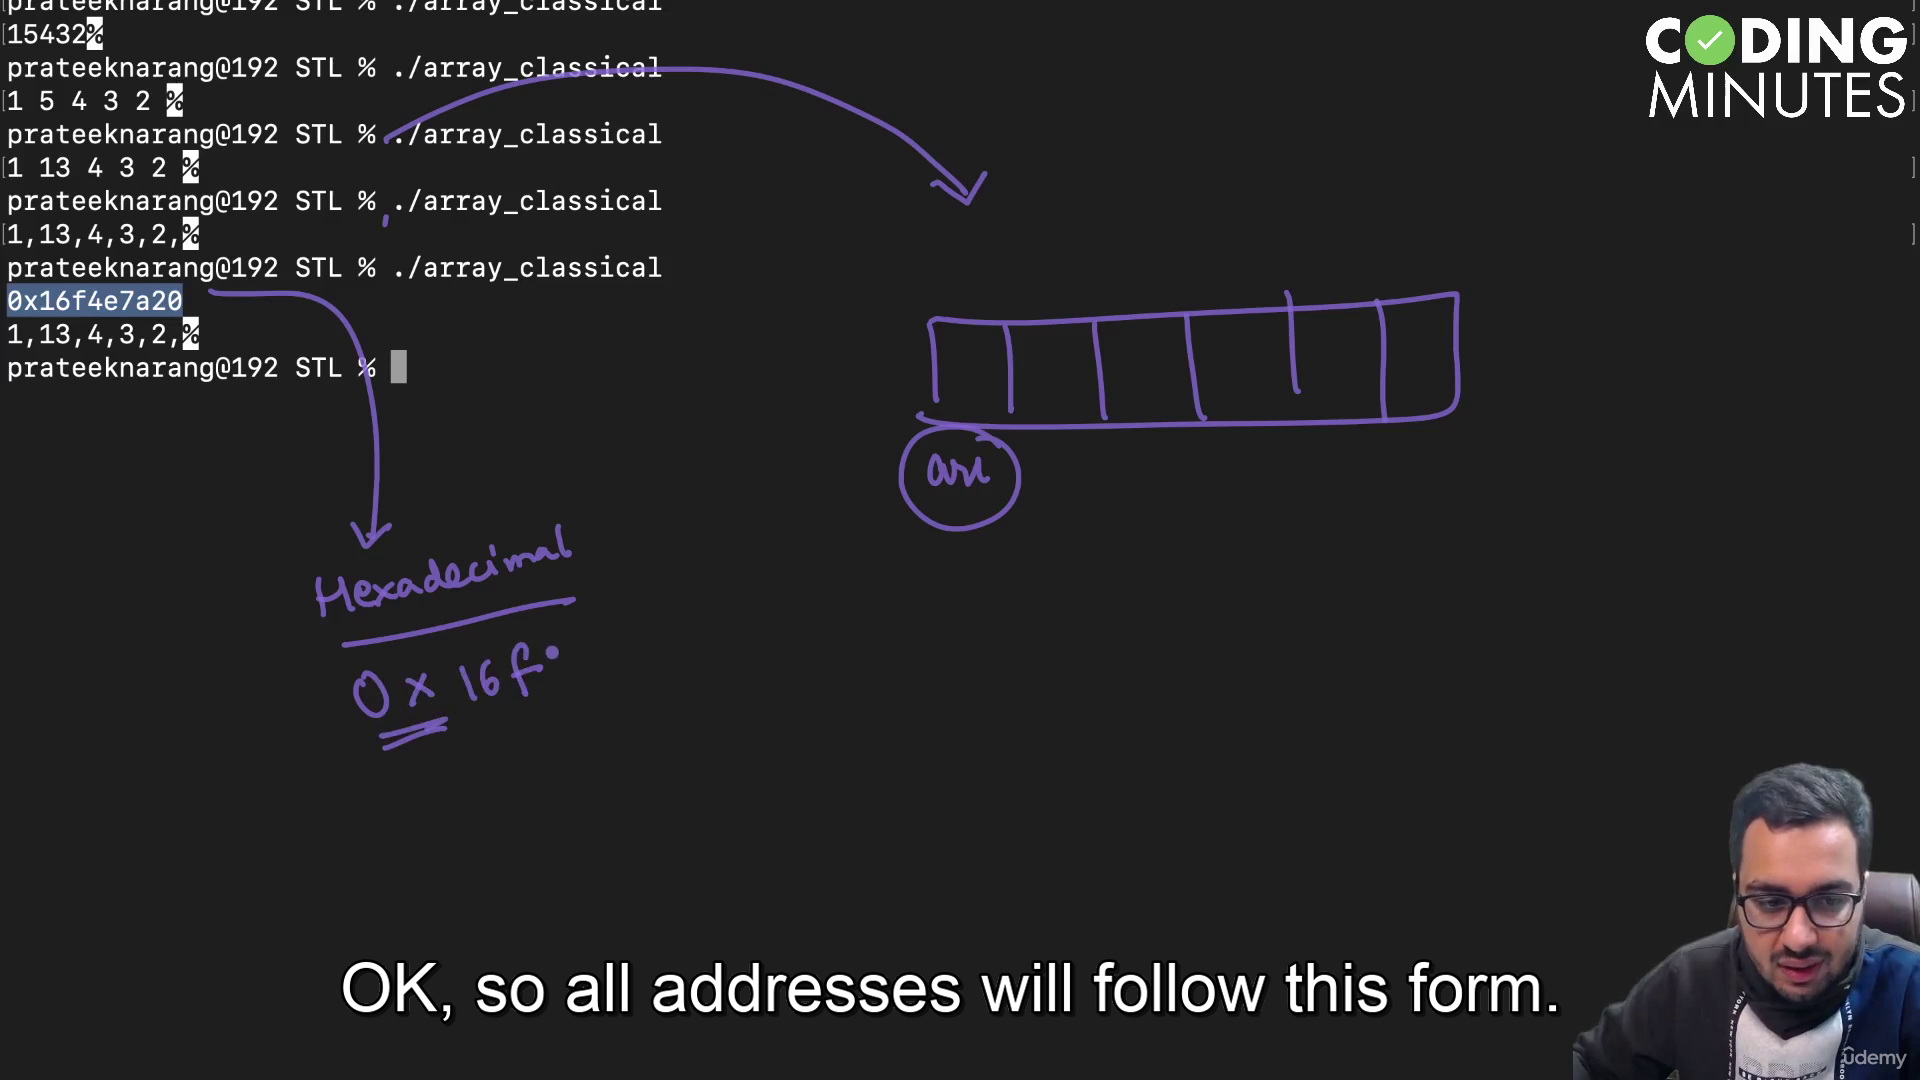 prateeknarang@192 STL % ./array_classical
15432%
prateeknarang@192 STL % ./array_classical
1 5 4 3 2 %
prateeknarang@192 STL % ./array_classical
1 13 4 3 2 %
prateeknarang@192 STL % ./array_classical
1,13,4,3,2,%
prateeknarang@192 STL % ./array_classical
0x16f4e7a20
1,13,4,3,2,%
prateeknarang@192 STL %
CODING
MINUTES
arr
Hexadecimal
0x16f
OK, so all addresses will follow this form.
ûdemy